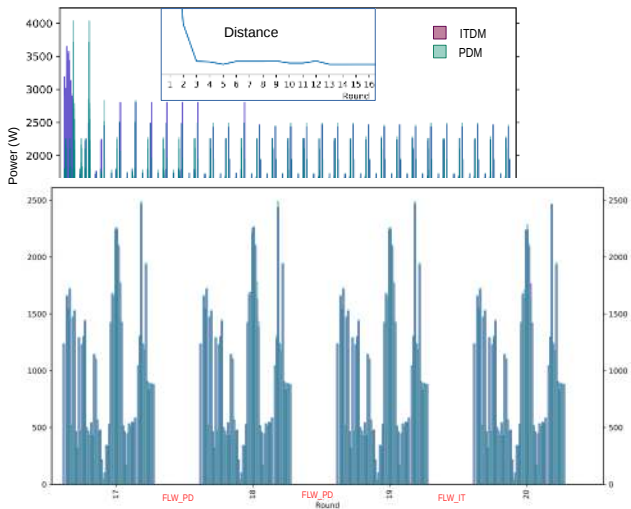 4000
3500
3000
2500
2000
Power (W)
Distance
1 2 3 4 5 6 7 8 9 10 11 12 13 14 15 16
Round
ITDM
PDM
2500
2000
1500
1000
500
0
2500
2000
1500
1000
500
0
17 18 19 20
FLW_PD FLW_PD FLW_IT
Round